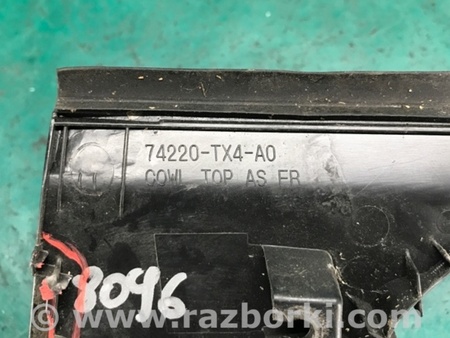 74220-TX4-A0
COWL TOP AS FR
8096
www.razborki.com